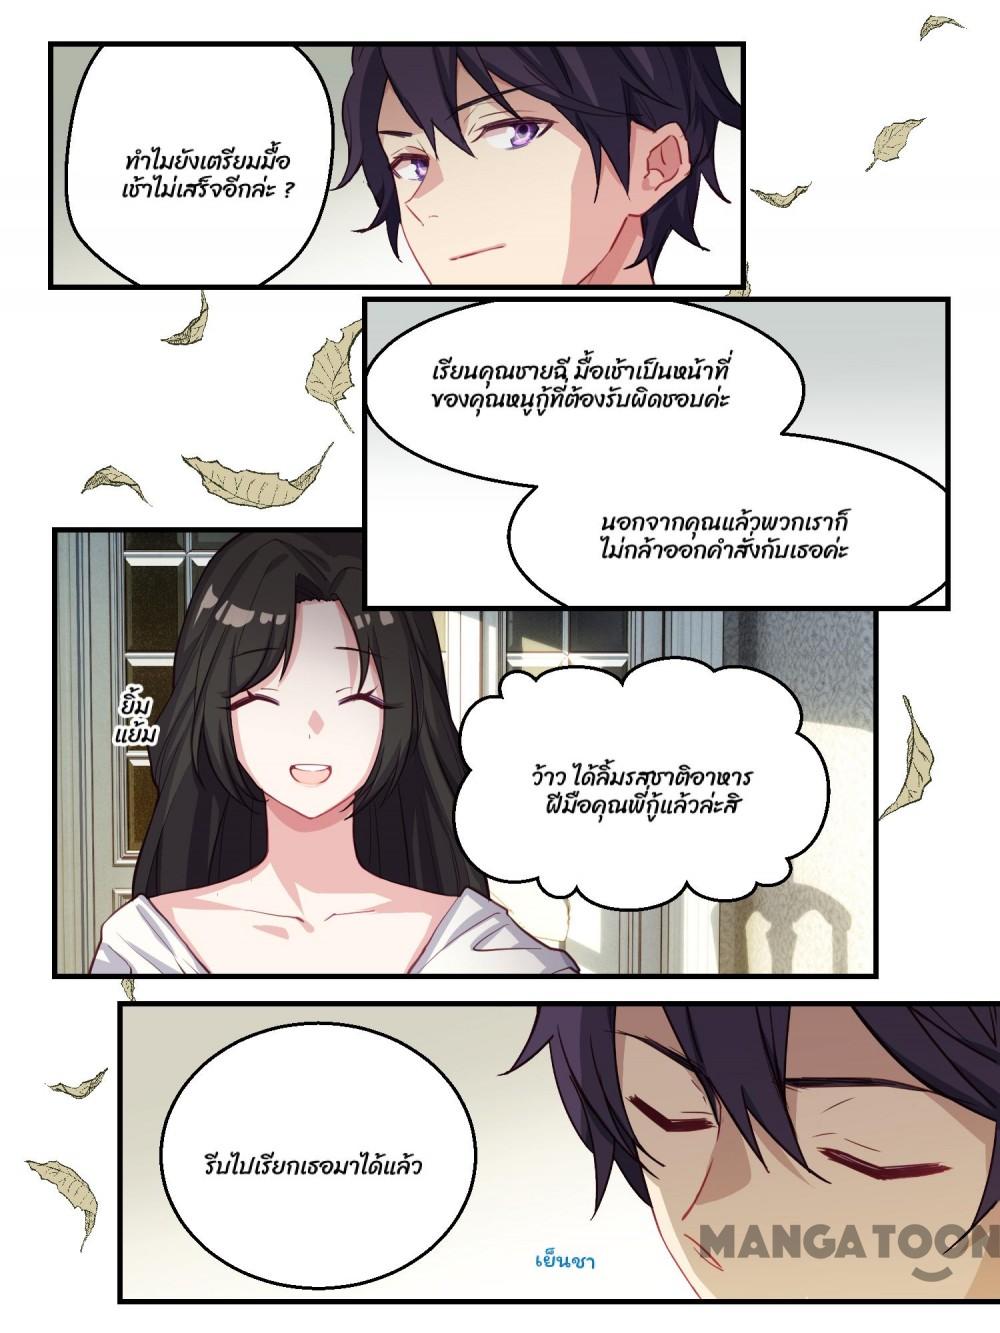 ทำไมยังเตรียมมื้อ
เช้าไม่เสร็จอีกล่ะ ?
เรียนคุณชายฉี มื้อเช้าเป็นหน้าที่
ของคุณหนูกู้ที่ต้องรับผิดชอบค่ะ
นอกจากคุณแล้วพวกเราก็
ไม่กล้าออกคำสั่งกับเธอค่ะ
ยิ้ม
แย้ม
ว้าว ได้ลิ้มรสชาติอาหาร
ฝีมือคุณพี่กู้แล้วล่ะสิ
รีบไปเรียกเธอมาได้แล้ว
เย็นชา
MANGATOON